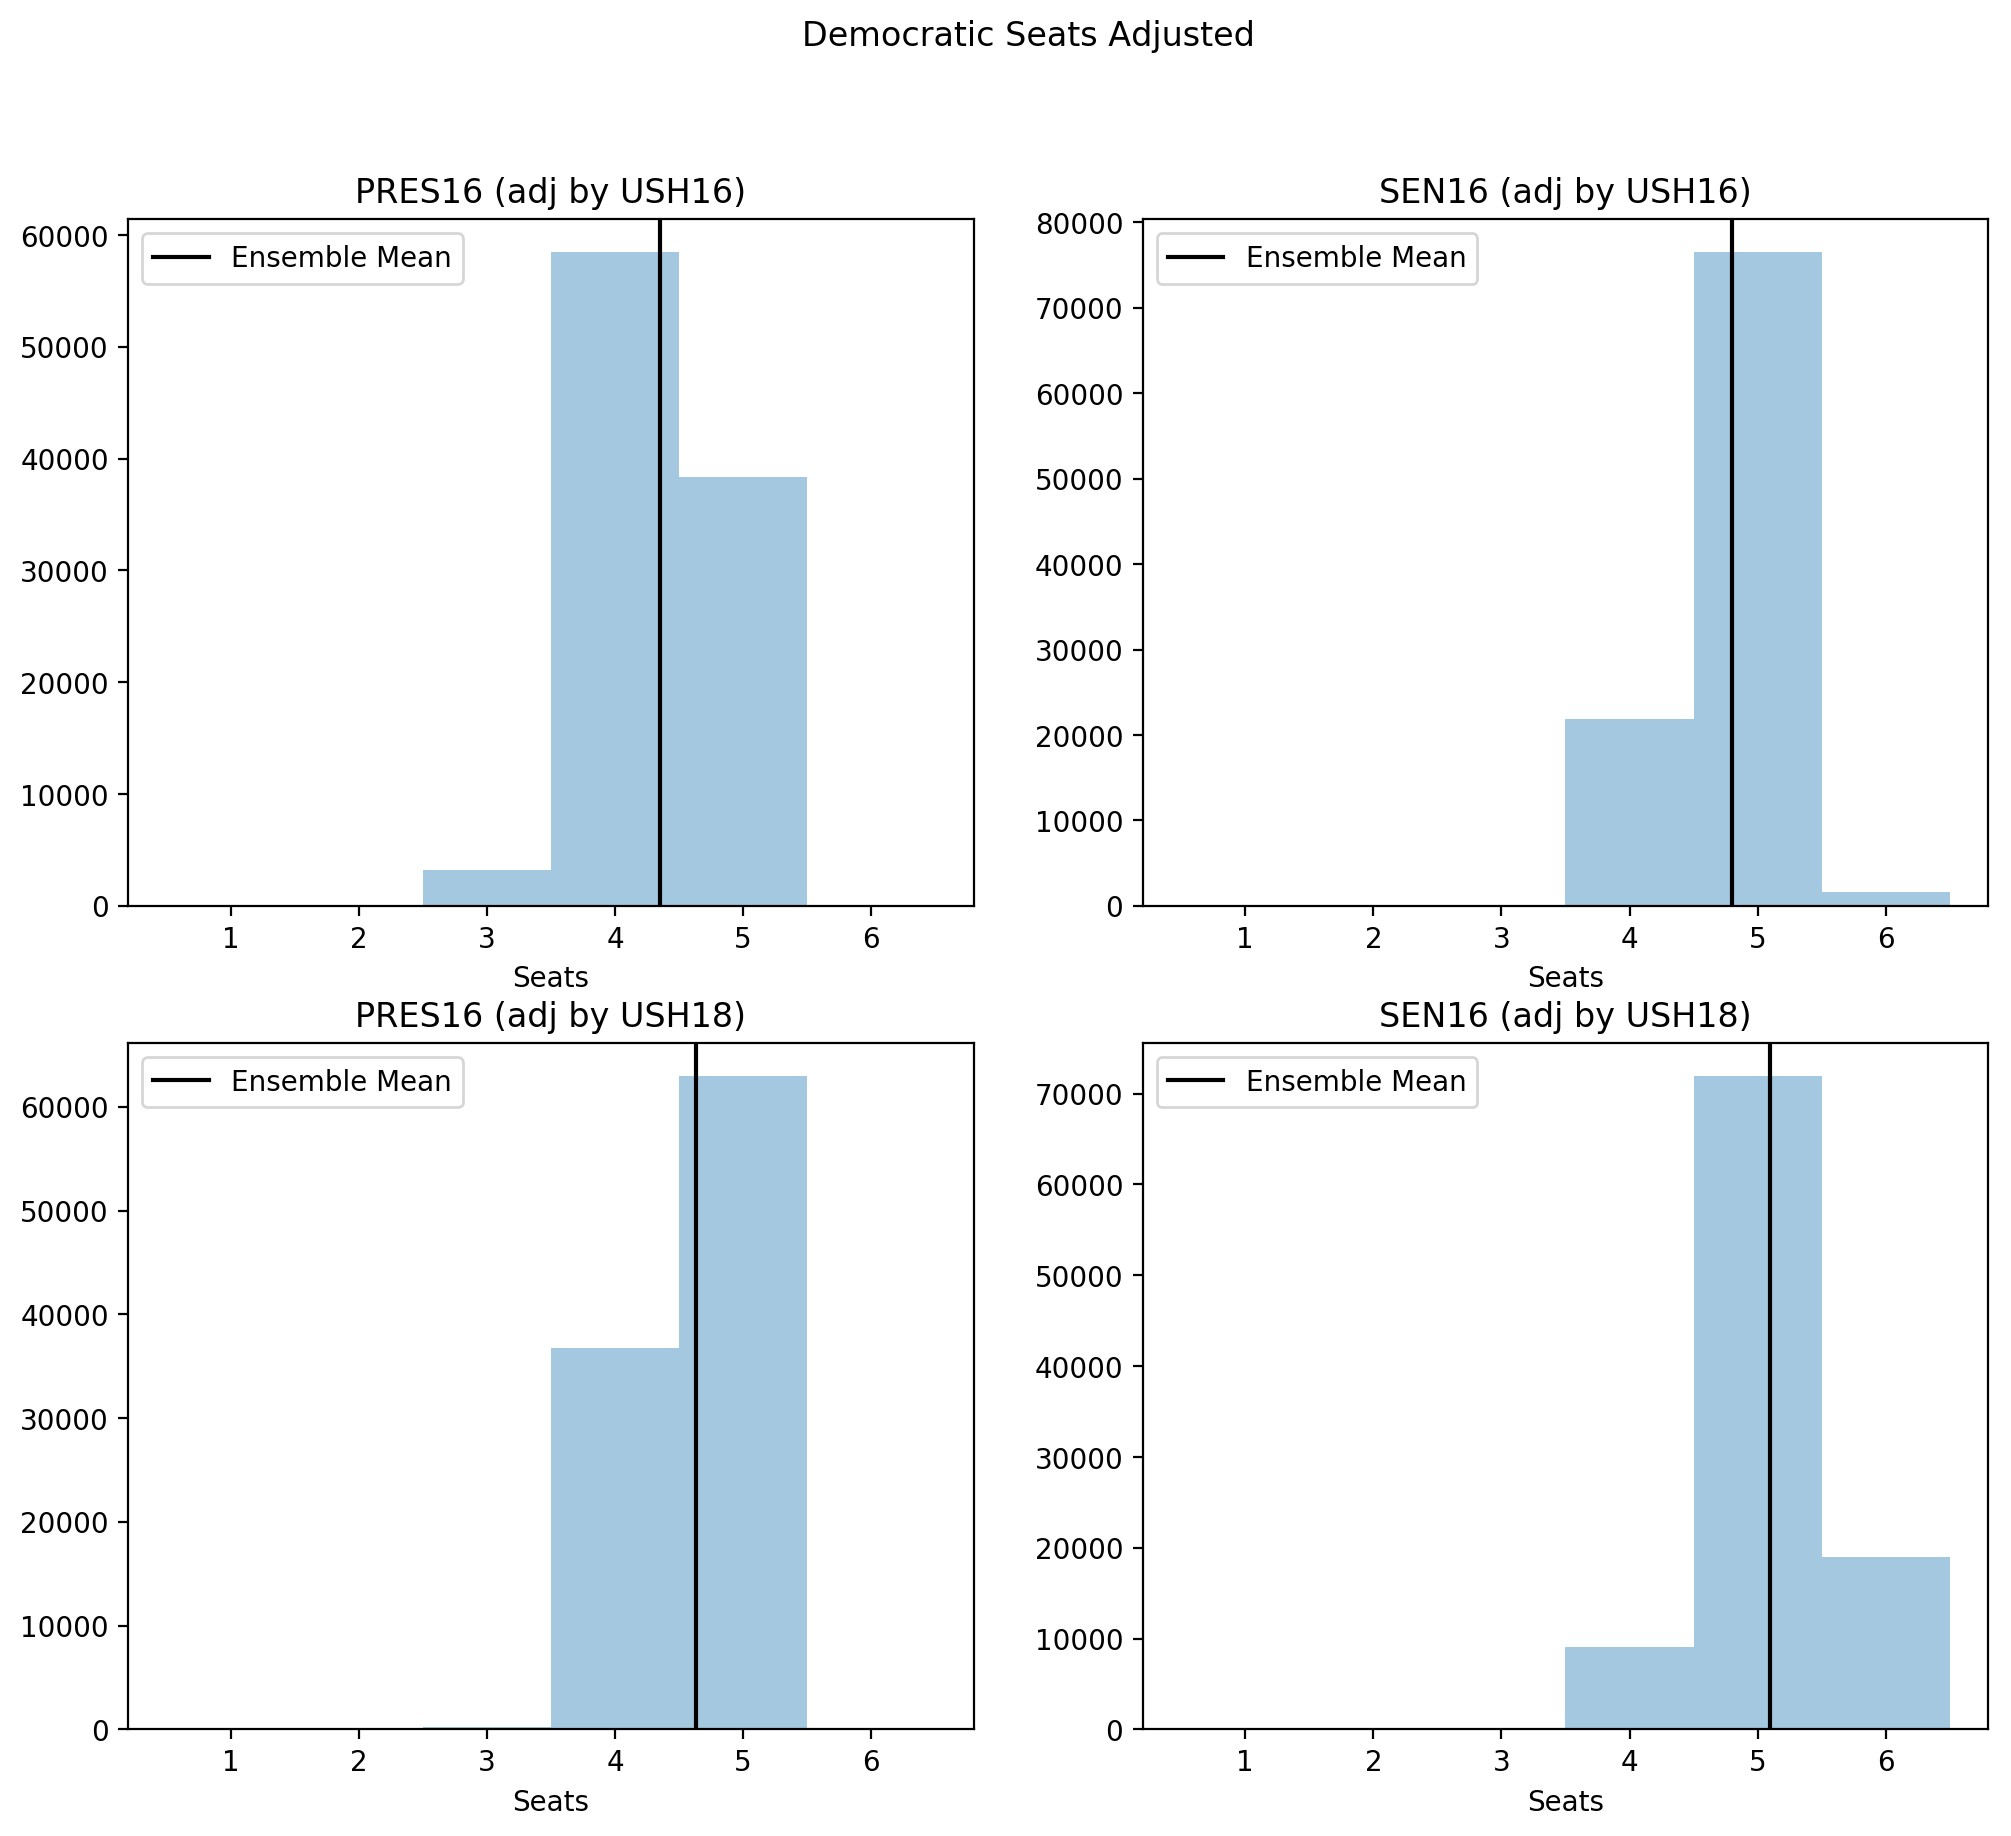 Democratic Seats Adjusted
PRES16 (adj by USH16)
Ensemble Mean
60000
50000
40000
30000
20000
10000
0
1 2 3 4 5 6
Seats
SEN16 (adj by USH16)
Ensemble Mean
80000
70000
60000
50000
40000
30000
20000
10000
0
1 2 3 4 5 6
Seats
PRES16 (adj by USH18)
Ensemble Mean
60000
50000
40000
30000
20000
10000
0
1 2 3 4 5 6
Seats
SEN16 (adj by USH18)
Ensemble Mean
70000
60000
50000
40000
30000
20000
10000
0
1 2 3 4 5 6
Seats